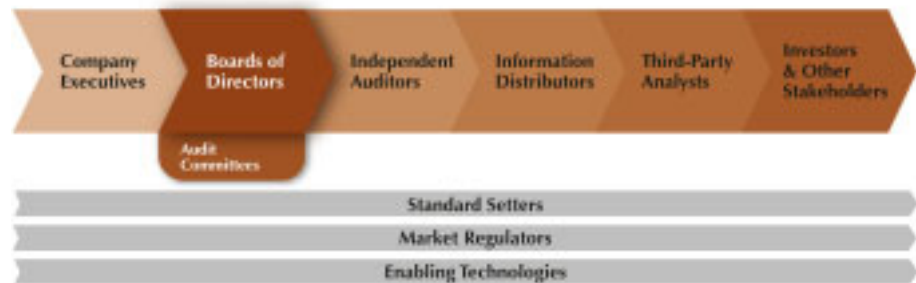 Company
Executives
Boards of
Directors
Audit
Committees
Independent
Auditors
Information
Distributors
Third-Party
Analysts
Investors
& Other
Stakeholders
Standard Setters
Market Regulators
Enabling Technologies